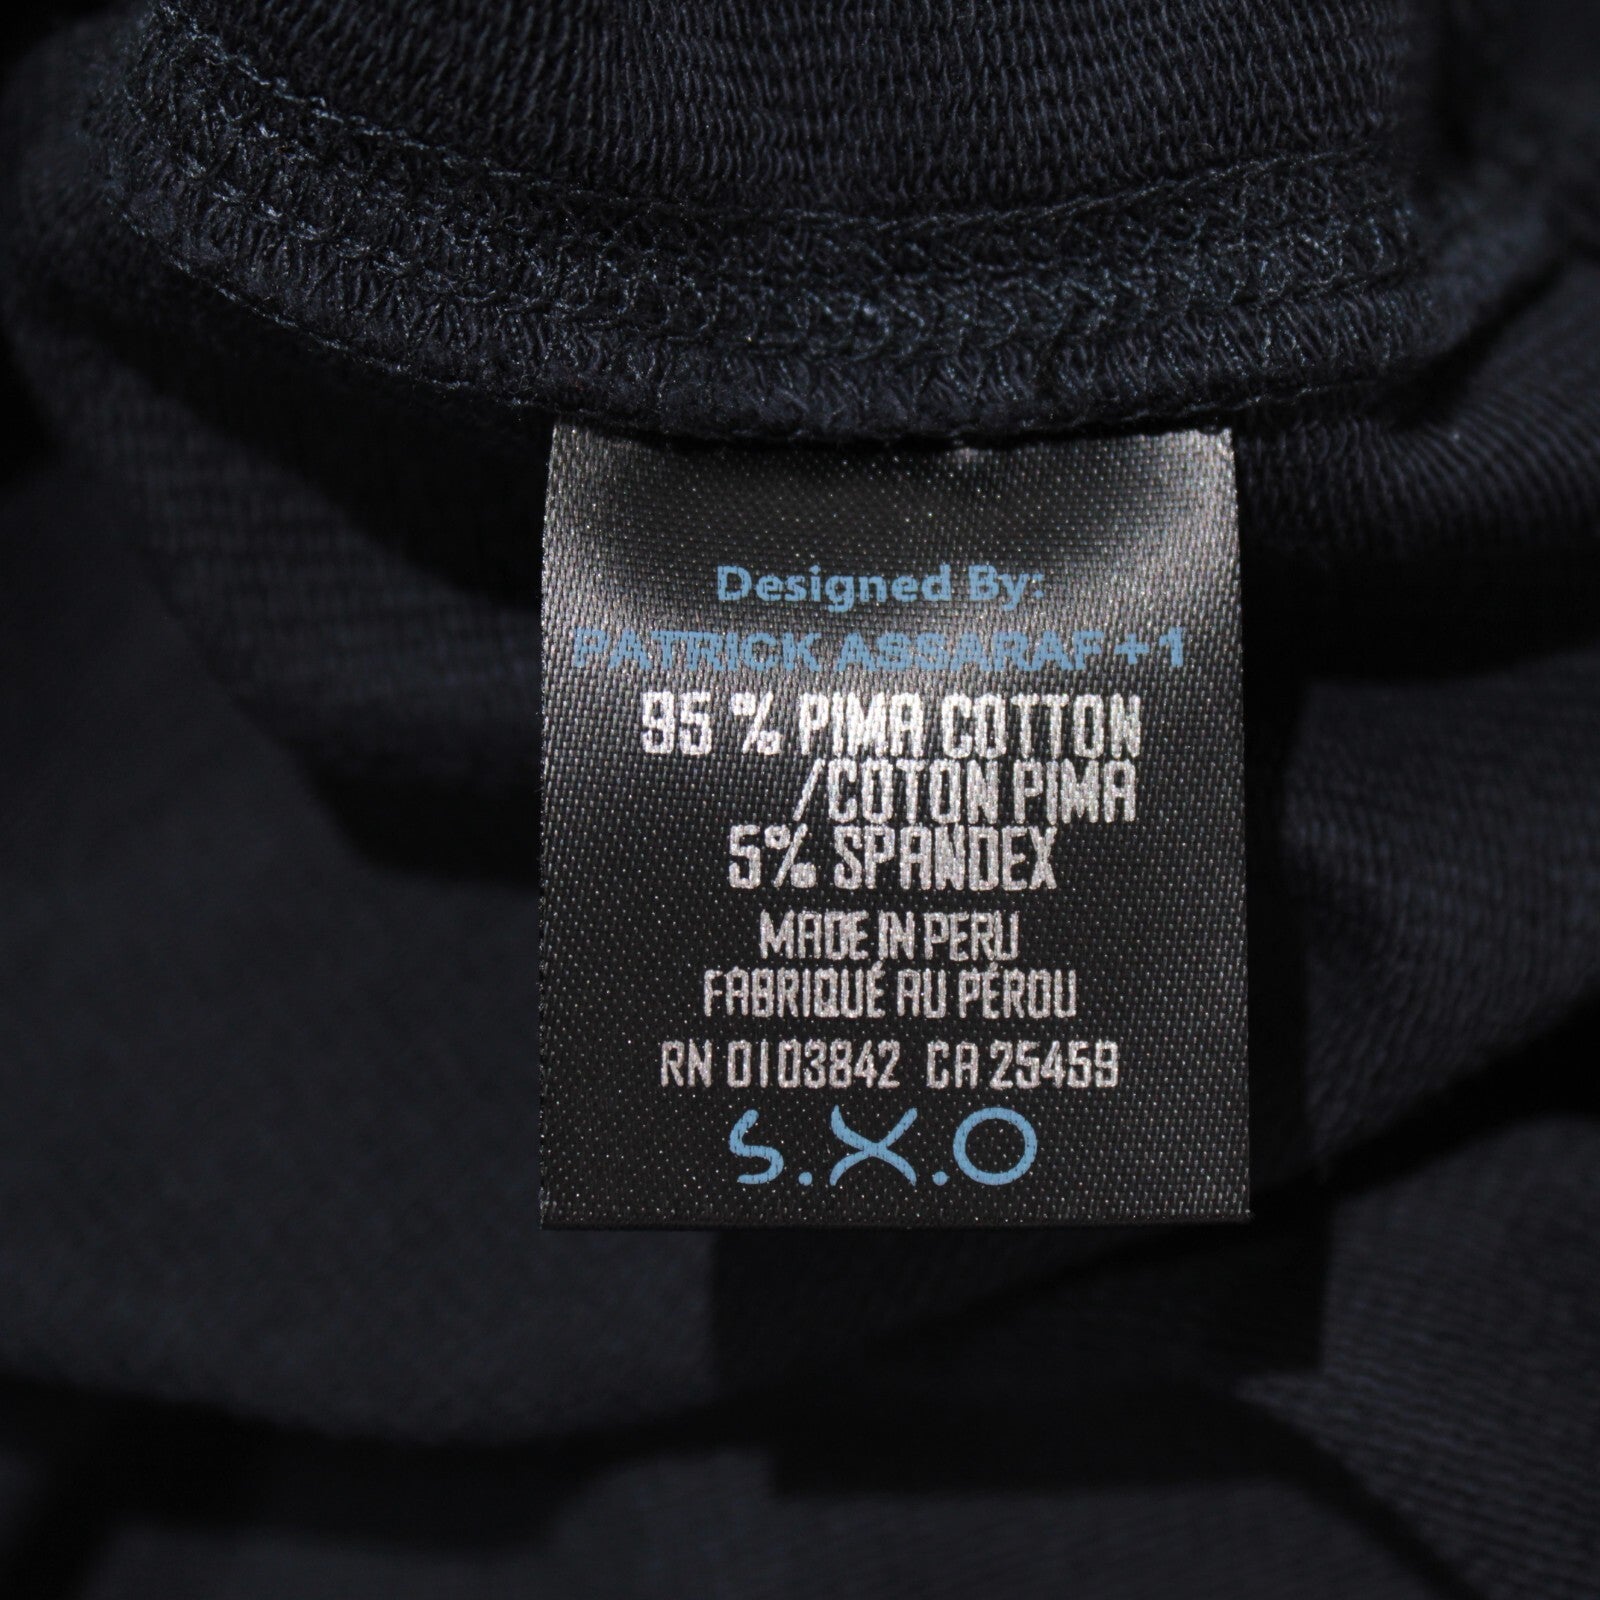 Designed By:
PATRICK ASSARAF+1
95 % PIMA COTTON
/COTON PIMA
5% SPANDEX
MADE IN PERU
FABRIQUÉ AU PÉROU
RN 0103842 CA 25459
S.X.O